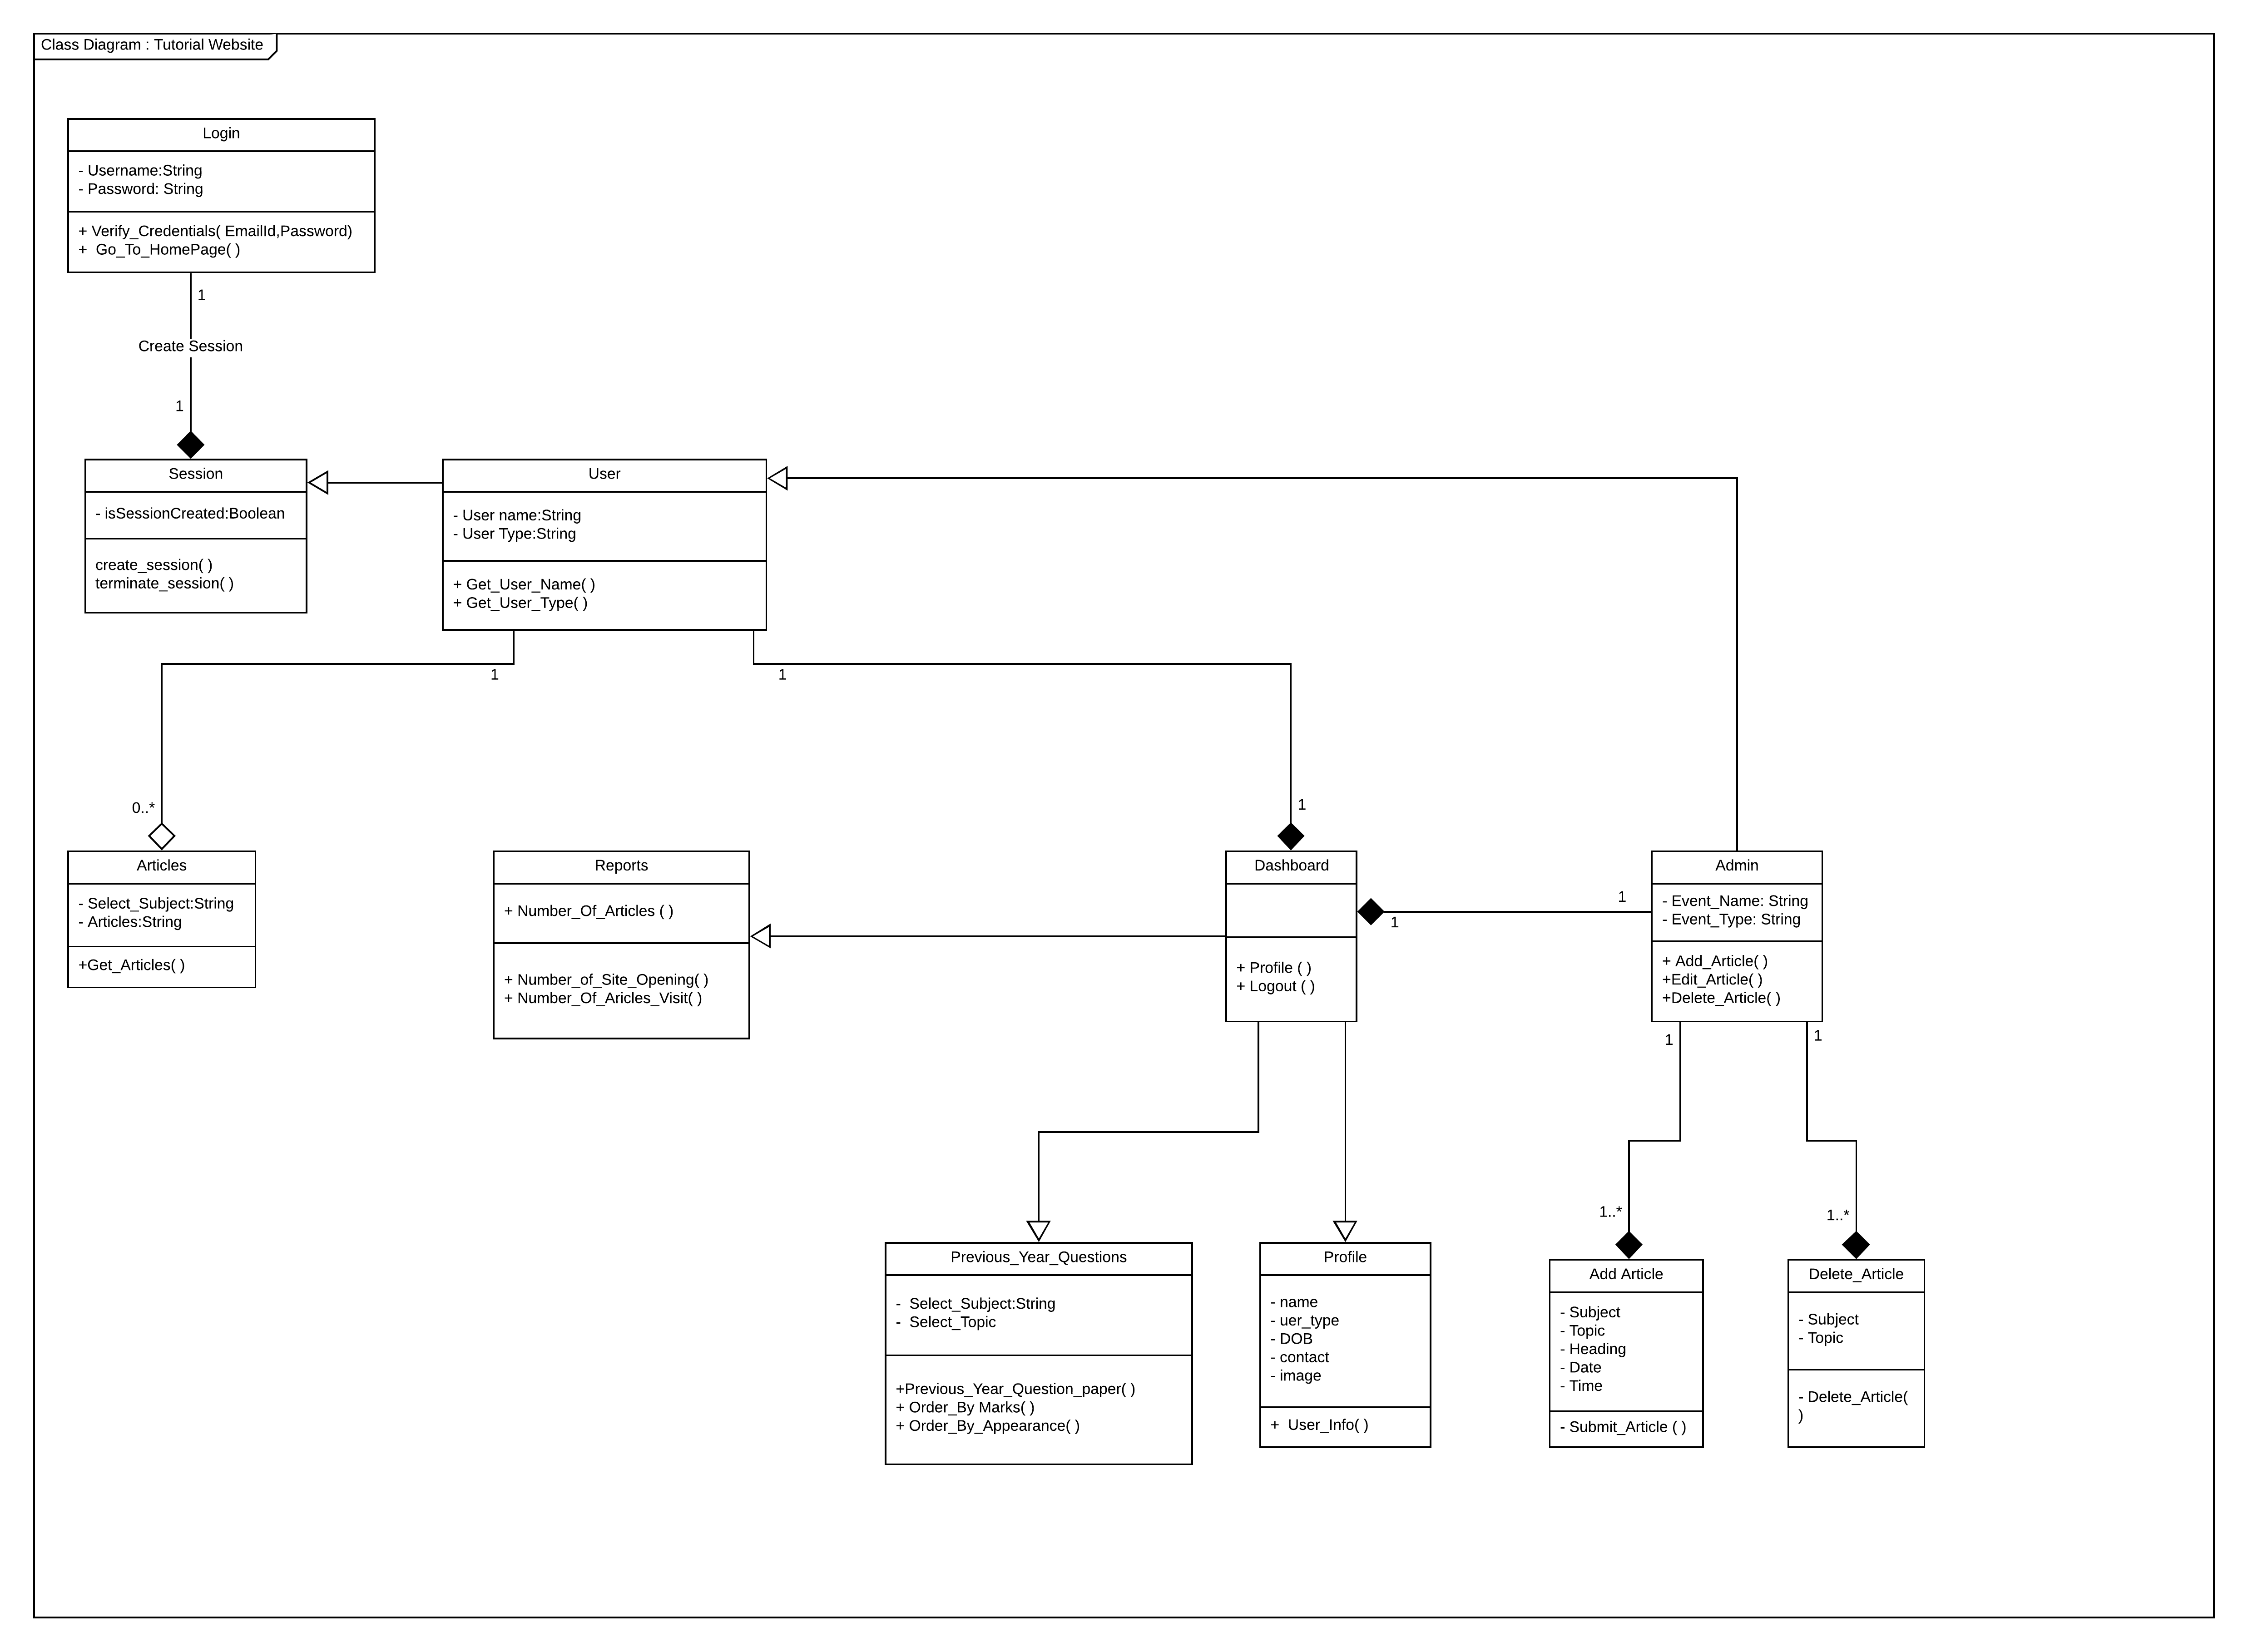 Class Diagram : Tutorial Website
Login
- Username:String
- Password: String
+ Verify_Credentials( EmailId,Password)
+  Go_To_HomePage( )
1
Create Session
1
Session
- isSessionCreated:Boolean
create_session( )
terminate_session( )
User
- User name:String
- User Type:String
+ Get_User_Name( )
+ Get_User_Type( )
1
1
0..*
1
Articles
- Select_Subject:String
- Articles:String
+Get_Articles( )
Reports
+ Number_Of_Articles ( )
+ Number_of_Site_Opening( )
+ Number_Of_Aricles_Visit( )
Dashboard
+ Profile ( )
+ Logout ( )
1
1
Admin
- Event_Name: String
- Event_Type: String
+ Add_Article( )
+Edit_Article( )
+Delete_Article( )
1
1
1..*
1..*
Previous_Year_Questions
-  Select_Subject:String
-  Select_Topic
+Previous_Year_Question_paper( )
+ Order_By Marks( )
+ Order_By_Appearance( )
Profile
- name
- uer_type
- DOB
- contact
- image
+  User_Info( )
Add Article
- Subject
- Topic
- Heading
- Date
- Time
- Submit_Article ( )
Delete_Article
- Subject
- Topic
- Delete_Article(
)